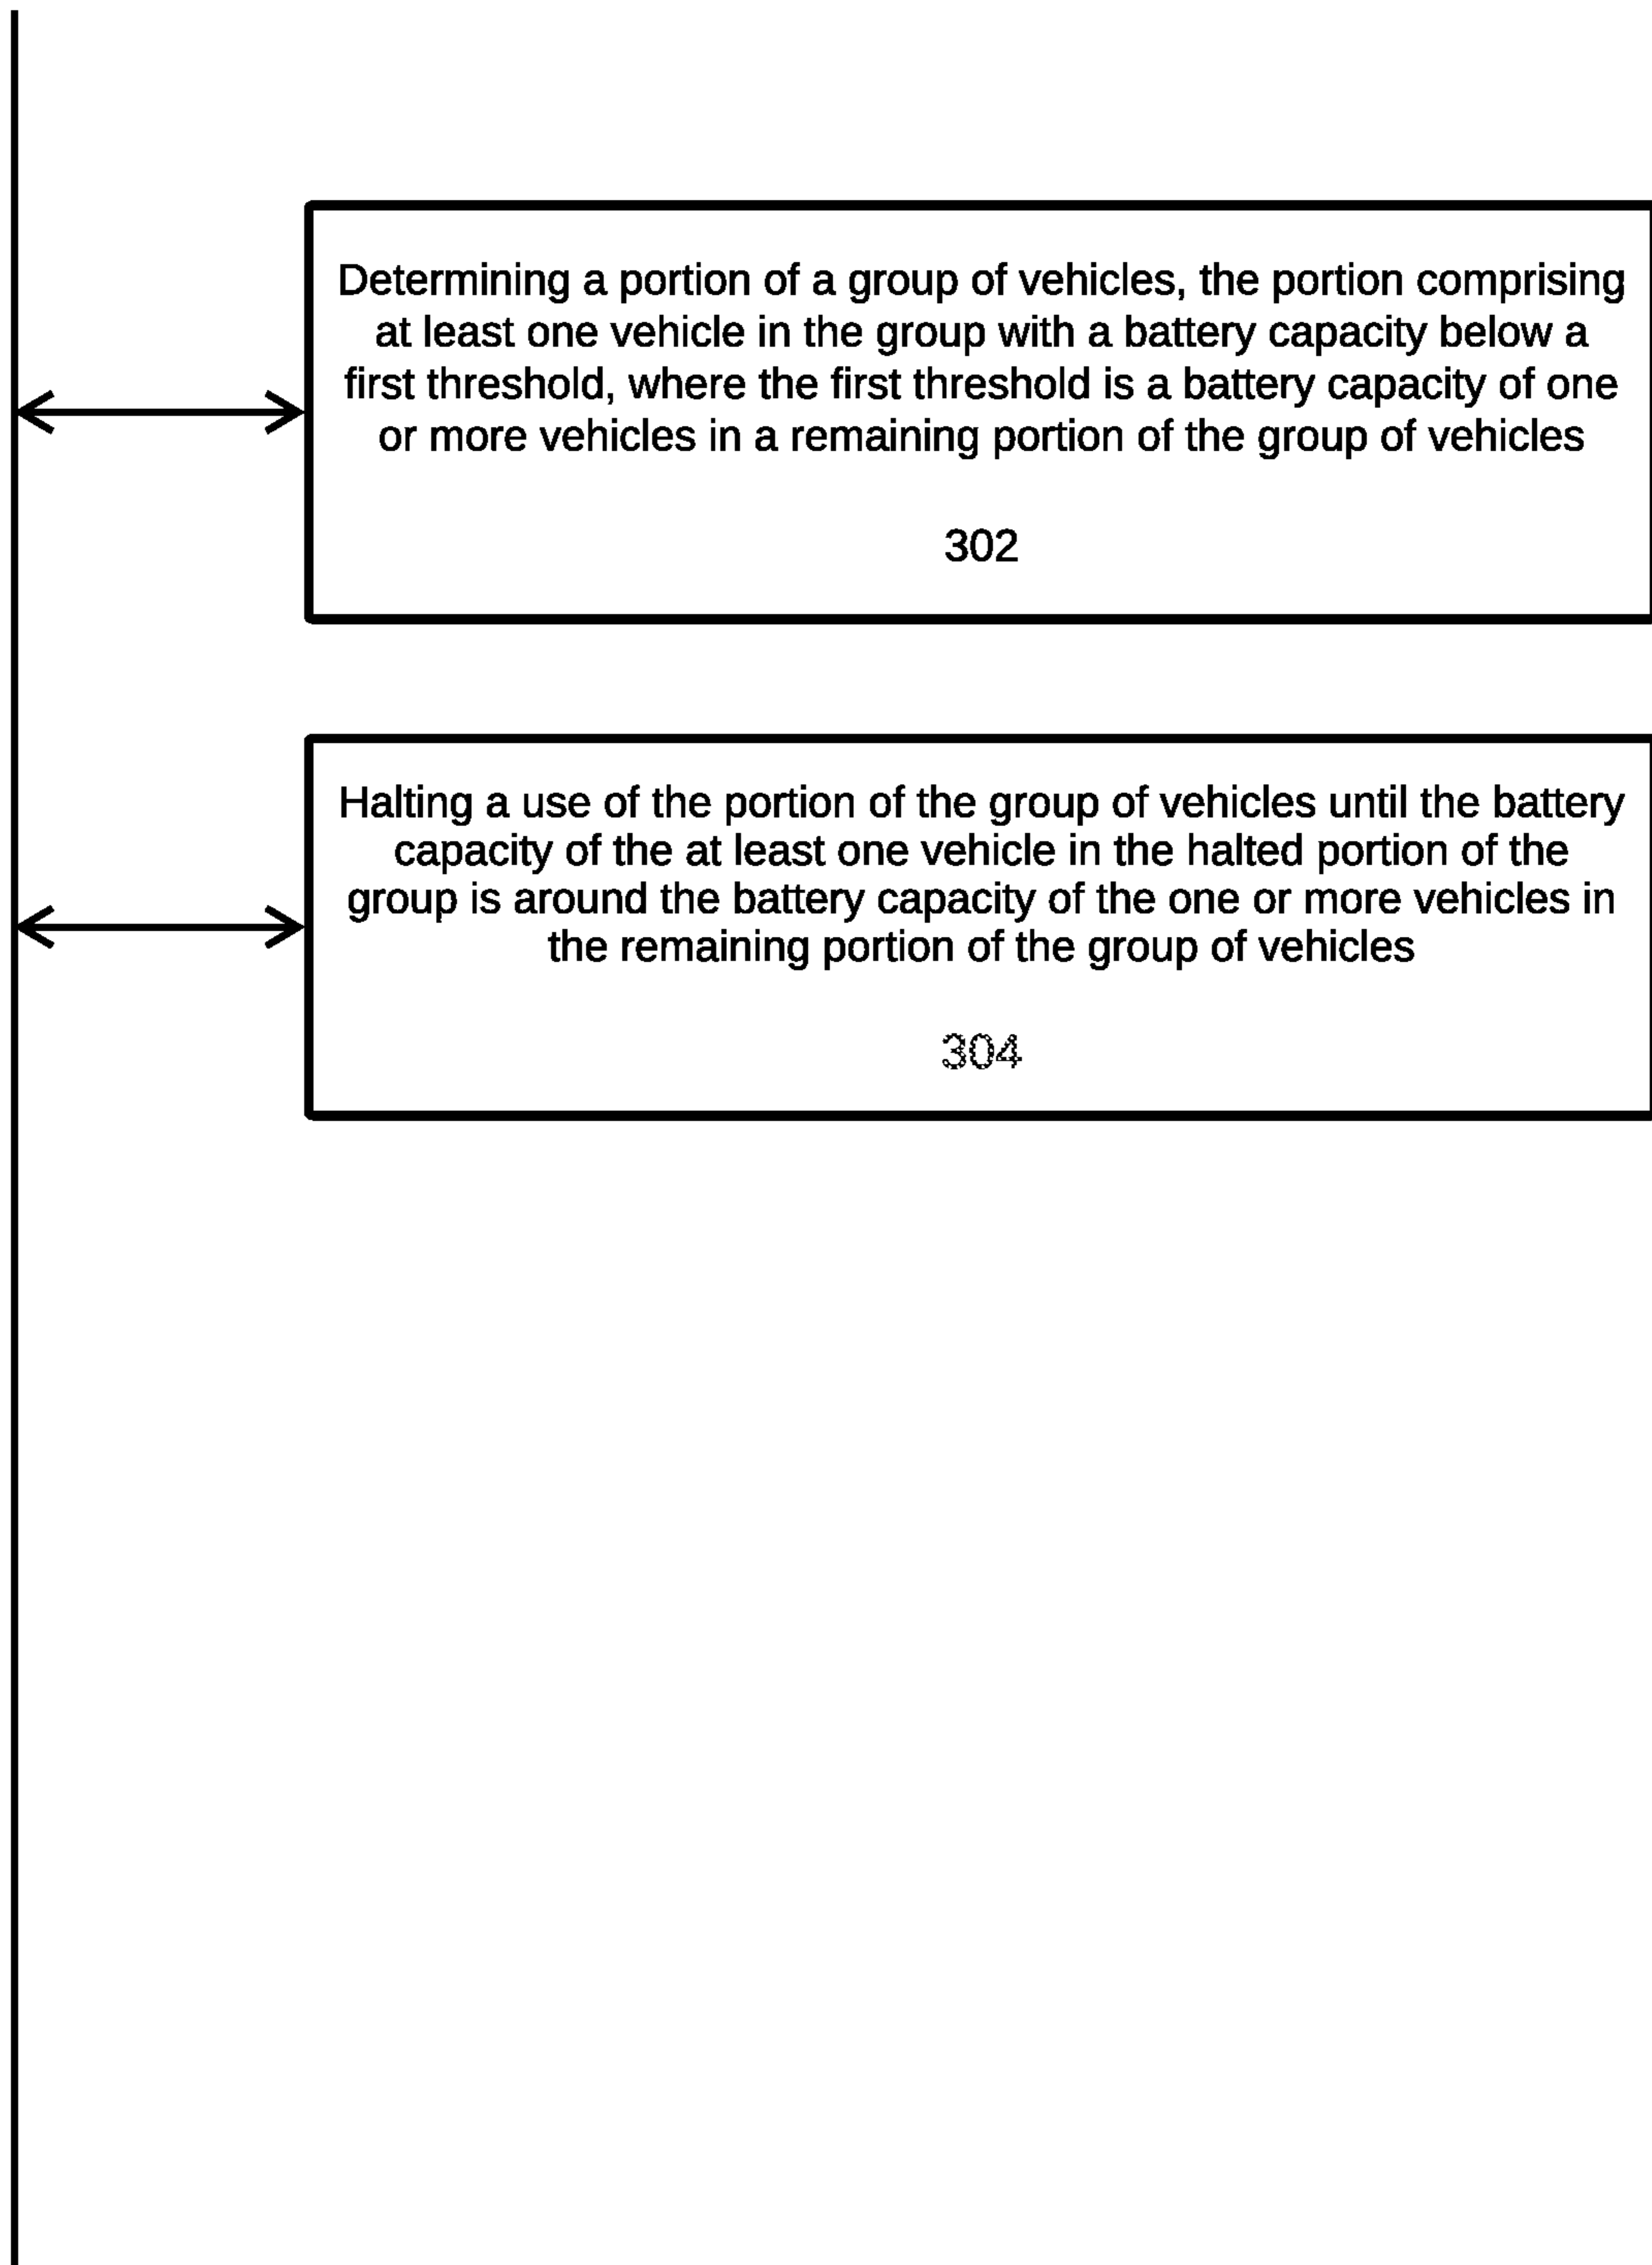 Determining a portion of a group of vehicles, the portion comprising
at least one vehicle in the group with a battery capacity below a
first threshold, where the first threshold is a battery capacity of one
or more vehicles in a remaining portion of the group of vehicles
302
Halting a use of the portion of the group of vehicles until the battery
capacity of the at least one vehicle in the halted portion of the
group is around the battery capacity of the one or more vehicles in
the remaining portion of the group of vehicles
304